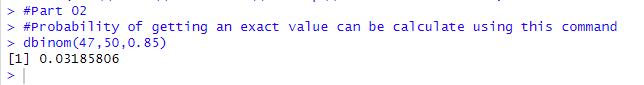 > #Part 02
> #Probability of getting an exact value can be calculate using this command
> dbinom(47,50,0.85)
[1] 0.03185806
>